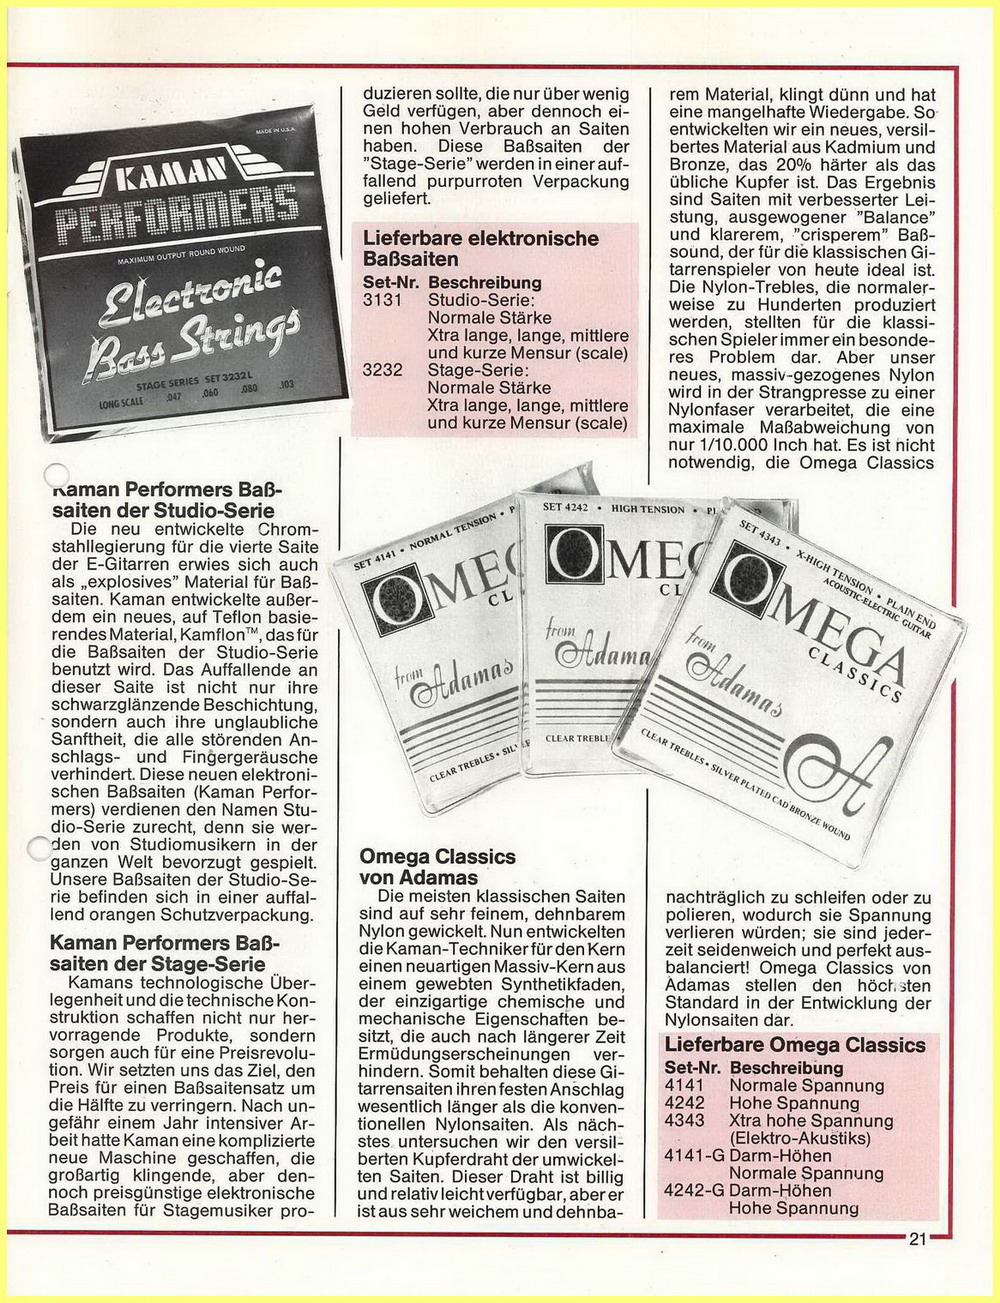 MADE IN U.S.A.
KAMAN
PERFORMERS
MAXIMUM OUTPUT ROUND WOUND
Electronic
Bass Strings
STAGE SERIES SET 3232L
LONG SCALE .047 .060 .080 .103
Kaman Performers Baß-
saiten der Studio-Serie
Die neu entwickelte Chrom-
stahllegierung für die vierte Saite
der E-Gitarren erwies sich auch
als „explosives” Material für Baß-
saiten. Kaman entwickelte außer-
dem ein neues, auf Teflon basie-
rendes Material, Kamflon™, das für
die Baßsaiten der Studio-Serie
benutzt wird. Das Auffallende an
dieser Saite ist nicht nur ihre
schwarzglänzende Beschichtung,
sondern auch ihre unglaubliche
Sanftheit, die alle störenden An-
schlags- und Fingergeräusche
verhindert. Diese neuen elektroni-
schen Baßsaiten (Kaman Perfor-
mers) verdienen den Namen Stu-
dio-Serie zurecht, denn sie wer-
den von Studiomusikern in der
ganzen Welt bevorzugt gespielt.
Unsere Baßsaiten der Studio-Se-
rie befinden sich in einer auffal-
lend orangen Schutzverpackung.
Kaman Performers Baß-
saiten der Stage-Serie
Kamans technologische Über-
legenheit und die technische Kon-
struktion schaffen nicht nur her-
vorragende Produkte, sondern
sorgen auch für eine Preisrevolu-
tion. Wir setzten uns das Ziel, den
Preis für einen Baßsaitensatz um
die Hälfte zu verringern. Nach un-
gefähr einem Jahr intensiver Ar-
beit hatte Kaman eine komplizierte
neue Maschine geschaffen, die
großartig klingende, aber den-
noch preisgünstige elektronische
Baßsaiten für Stagemusiker pro-
duzieren sollte, die nur über wenig
Geld verfügen, aber dennoch ei-
nen hohen Verbrauch an Saiten
haben. Diese Baßsaiten der
”Stage-Serie” werden in einer auf-
fallend purpurroten Verpackung
geliefert.
Lieferbare elektronische
Baßsaiten
Set-Nr. Beschreibung
3131 Studio-Serie:
Normale Stärke
Xtra lange, lange, mittlere
und kurze Mensur (scale)
3232 Stage-Serie:
Normale Stärke
Xtra lange, lange, mittlere
und kurze Mensur (scale)
SET 4141 • NORMAL TENSION • P
OMEG
CL
from
Adamas
CLEAR TREBLES • SILV
SET 4242 • HIGH TENSION • PL
OMEG
CL
from
Adama
CLEAR TREBLE
SET 4343 • X-HIGH TENSION • PLAIN END
ACOUSTIC-ELECTRIC GUITAR
OMEGA
CLASSICS
from
Adamas
A
CLEAR TREBLES • SILVER PLATED CAD BRONZE WOUND
Omega Classics
von Adamas
Die meisten klassischen Saiten
sind auf sehr feinem, dehnbarem
Nylon gewickelt. Nun entwickelten
die Kaman-Techniker für den Kern
einen neuartigen Massiv-Kern aus
einem gewebten Synthetikfaden,
der einzigartige chemische und
mechanische Eigenschaften be-
sitzt, die auch nach längerer Zeit
Ermüdungserscheinungen ver-
hindern. Somit behalten diese Gi-
tarrensaiten ihren festen Anschlag
wesentlich länger als die konven-
tionellen Nylonsaiten. Als näch-
stes untersuchen wir den versil-
berten Kupferdraht der umwickel-
ten Saiten. Dieser Draht ist billig
und relativ leicht verfügbar, aber er
ist aus sehr weichem und dehnba-
rem Material, klingt dünn und hat
eine mangelhafte Wiedergabe. So
entwickelten wir ein neues, versil-
bertes Material aus Kadmium und
Bronze, das 20% härter als das
übliche Kupfer ist. Das Ergebnis
sind Saiten mit verbesserter Lei-
stung, ausgewogener ”Balance”
und klarerem, ”crisperem” Baß-
sound, der für die klassischen Gi-
tarrenspieler von heute ideal ist.
Die Nylon-Trebles, die normaler-
weise zu Hunderten produziert
werden, stellten für die klassi-
schen Spieler immer ein besonde-
res Problem dar. Aber unser
neues, massiv-gezogenes Nylon
wird in der Strangpresse zu einer
Nylonfaser verarbeitet, die eine
maximale Maßabweichung von
nur 1/10.000 Inch hat. Es ist nicht
notwendig, die Omega Classics
nachträglich zu schleifen oder zu
polieren, wodurch sie Spannung
verlieren würden; sie sind jeder-
zeit seidenweich und perfekt aus-
balanciert! Omega Classics von
Adamas stellen den höchsten
Standard in der Entwicklung der
Nylonsaiten dar.
Lieferbare Omega Classics
Set-Nr. Beschreibung
4141 Normale Spannung
4242 Hohe Spannung
4343 Xtra hohe Spannung
(Elektro-Akustiks)
4141-G Darm-Höhen
Normale Spannung
4242-G Darm-Höhen
Hohe Spannung
21